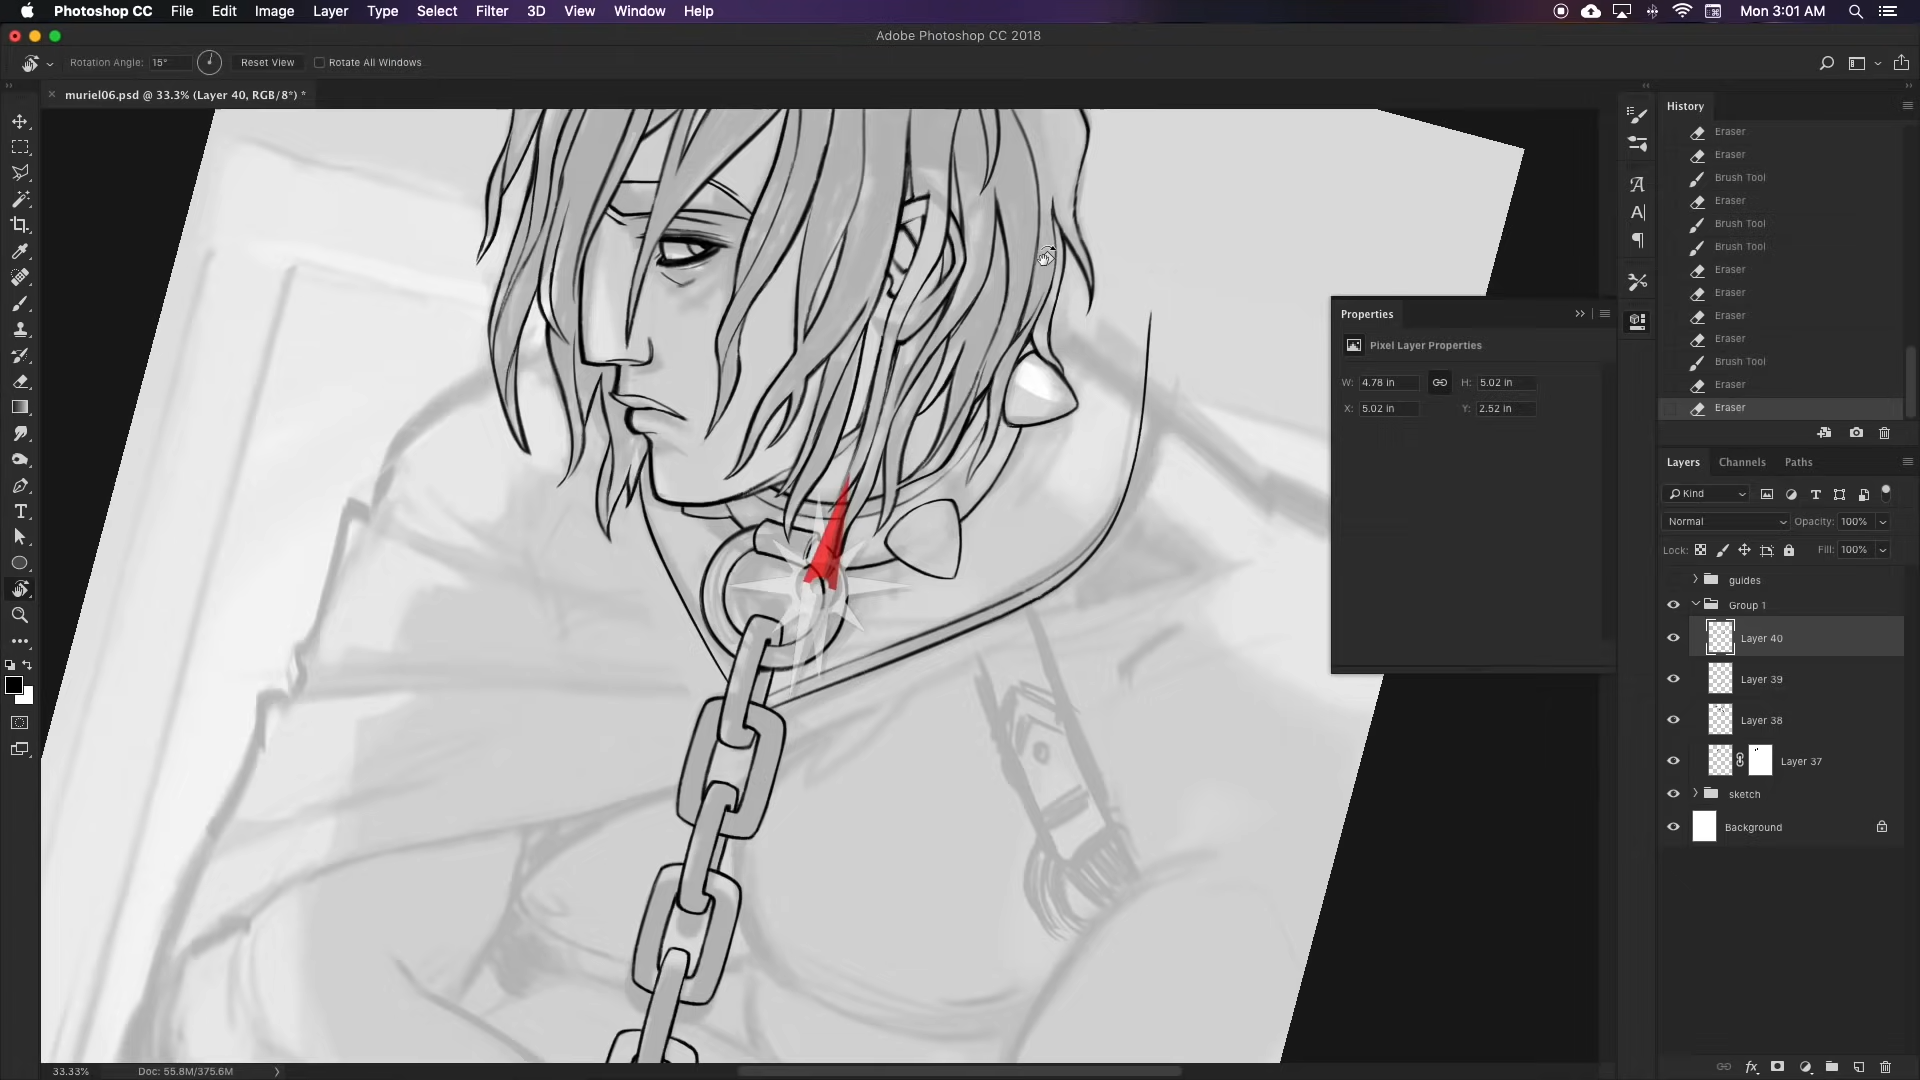 Photoshop CC File Edit Image Layer Type Select Filter 3D View Window Help Mon 3:01 AM
Adobe Photoshop CC 2018
Rotation Angle: 15° Reset View Rotate All Windows
muriel06.psd @ 33.3% (Layer 40, RGB/8*) *
History
Eraser
Eraser
Brush Tool
Eraser
Brush Tool
Brush Tool
Eraser
Eraser
Eraser
Eraser
Brush Tool
Eraser
Eraser
Properties
Pixel Layer Properties
W: 4.78 in H: 5.02 in
X: 5.02 in Y: 2.52 in
Layers Channels Paths
Kind
Normal Opacity: 100%
Lock: Fill: 100%
guides
Group 1
Layer 40
Layer 39
Layer 38
Layer 37
sketch
Background
33.33% Doc: 55.8M/375.6M